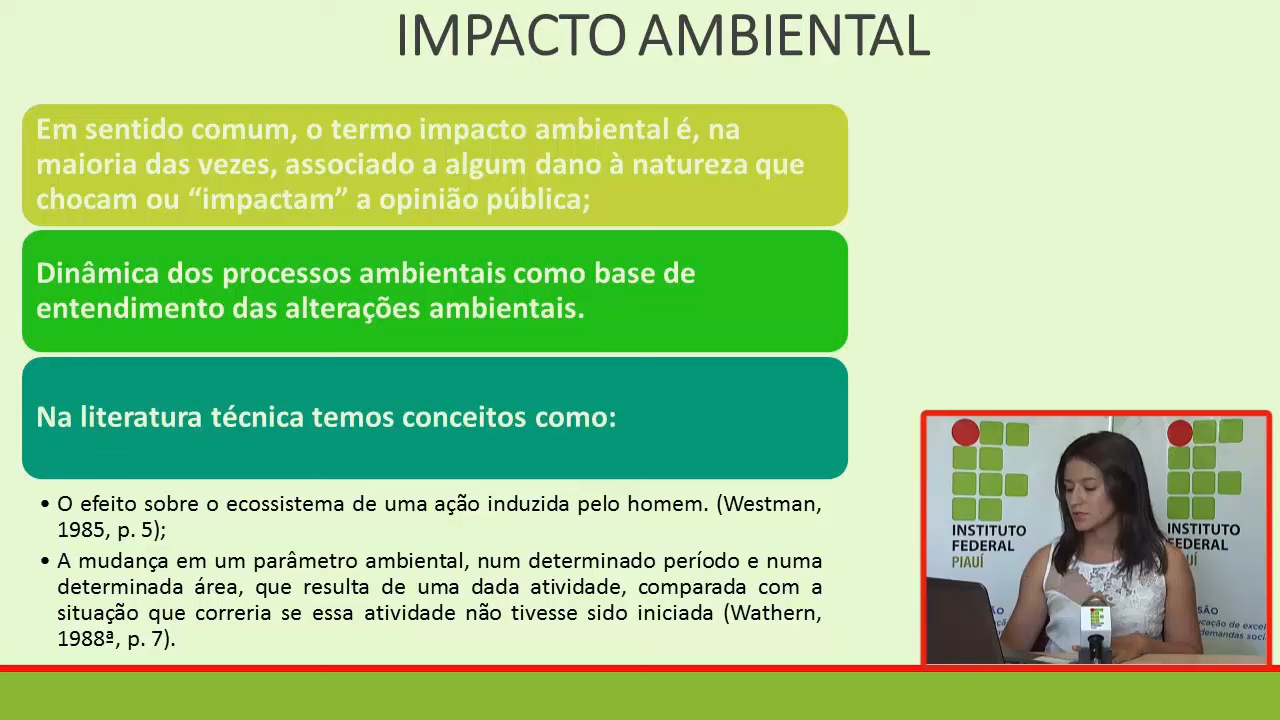 IMPACTO AMBIENTAL
Em sentido comum, o termo impacto ambiental é, na
maioria das vezes, associado a algum dano à natureza que
chocam ou “impactam” a opinião pública;
Dinâmica dos processos ambientais como base de
entendimento das alterações ambientais.
Na literatura técnica temos conceitos como:
• O efeito sobre o ecossistema de uma ação induzida pelo homem. (Westman,
1985, p. 5);
• A mudança em um parâmetro ambiental, num determinado período e numa
determinada área, que resulta de uma dada atividade, comparada com a
situação que correria se essa atividade não tivesse sido iniciada (Wathern,
1988ª, p. 7).
INSTITUTO
FEDERAL
PIAUÍ
INSTITUTO